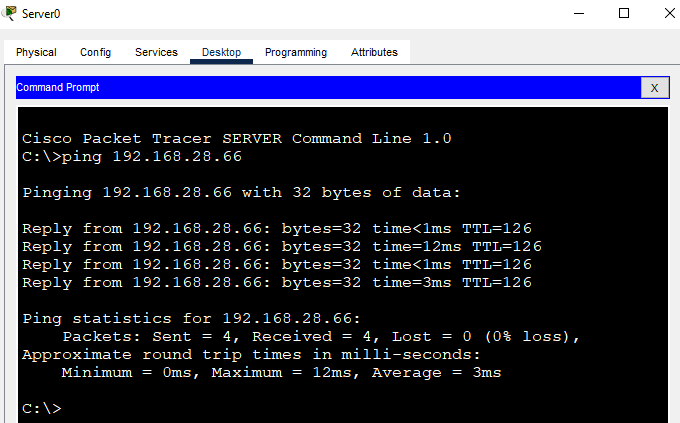 Server0
Physical Config Services Desktop Programming Attributes
Command Prompt X
Cisco Packet Tracer SERVER Command Line 1.0
C:\>ping 192.168.28.66
Pinging 192.168.28.66 with 32 bytes of data:
Reply from 192.168.28.66: bytes=32 time<1ms TTL=126
Reply from 192.168.28.66: bytes=32 time=12ms TTL=126
Reply from 192.168.28.66: bytes=32 time<1ms TTL=126
Reply from 192.168.28.66: bytes=32 time=3ms TTL=126
Ping statistics for 192.168.28.66:
Packets: Sent = 4, Received = 4, Lost = 0 (0% loss),
Approximate round trip times in milli-seconds:
Minimum = 0ms, Maximum = 12ms, Average = 3ms
C:\>